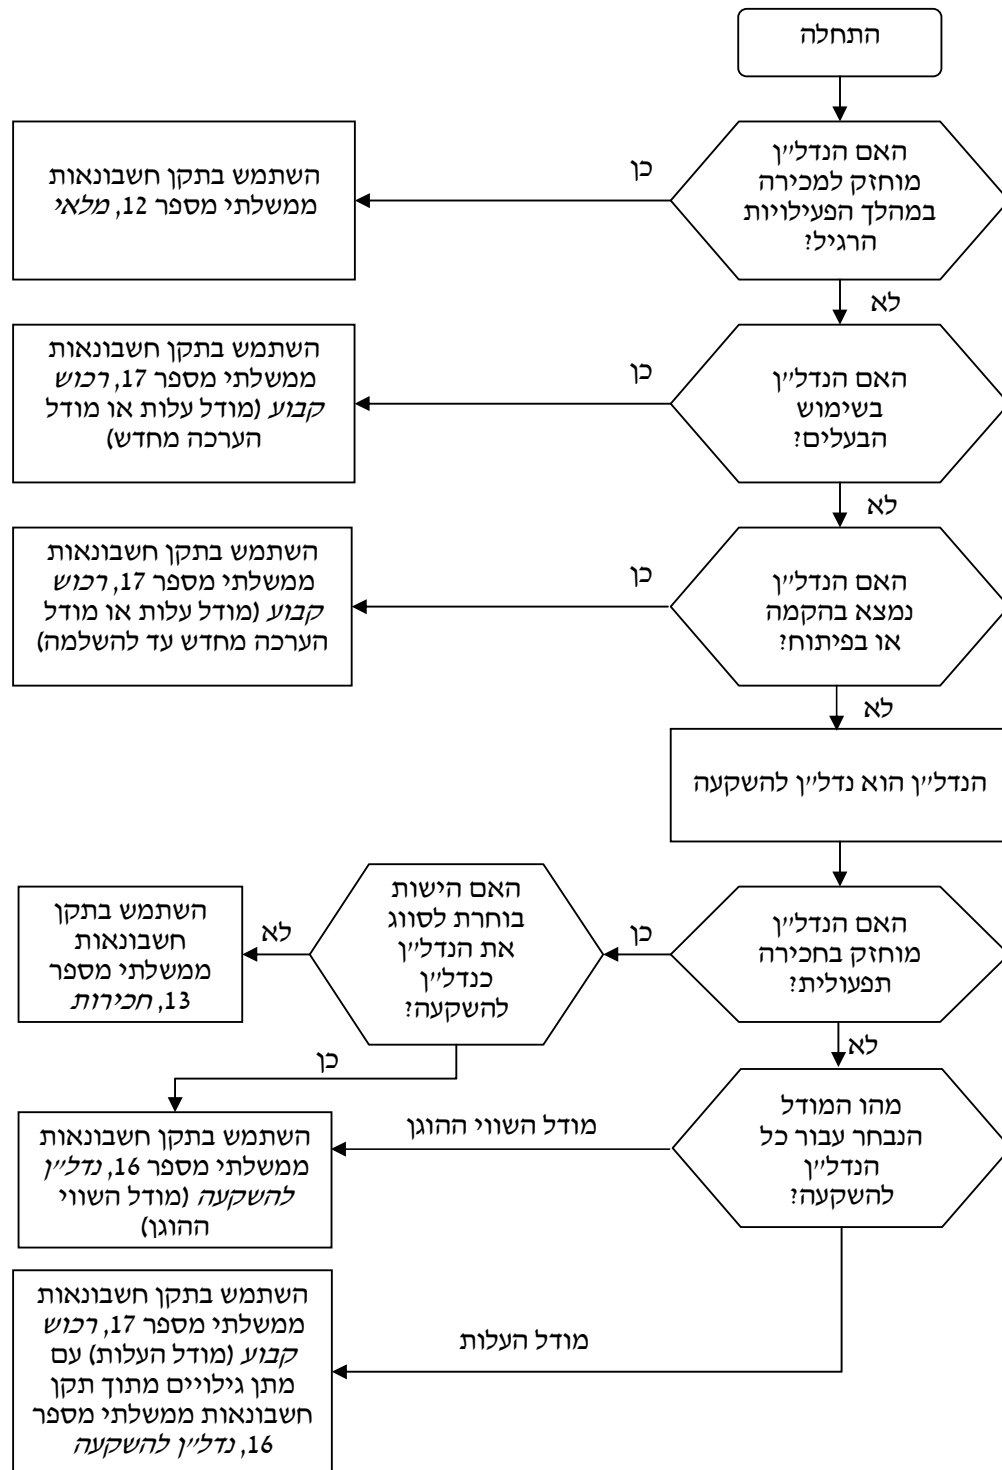 התחלה
האם הנדל״ן
מוחזק למכירה
במהלך הפעילויות
הרגיל?
כן
השתמש בתקן חשבונאות
ממשלתי מספר 12, מלאי
לא
האם הנדל״ן
בשימוש
הבעלים?
כן
השתמש בתקן חשבונאות
ממשלתי מספר 17, רכוש
קבוע (מודל עלות או מודל
הערכה מחדש)
לא
האם הנדל״ן
נמצא בהקמה
או בפיתוח?
כן
השתמש בתקן חשבונאות
ממשלתי מספר 17, רכוש
קבוע (מודל עלות או מודל
הערכה מחדש עד להשלמה)
לא
הנדל״ן הוא נדל״ן להשקעה
האם הנדל״ן
מוחזק בחכירה
תפעולית?
כן
האם הישות
בוחרת לסווג
את הנדל״ן
כנדל״ן
להשקעה?
לא
השתמש בתקן
חשבונאות
ממשלתי מספר
13, חכירות
כן
לא
מהו המודל
הנבחר עבור כל
הנדל״ן
להשקעה?
מודל השווי ההוגן
השתמש בתקן חשבונאות
ממשלתי מספר 16, נדל״ן
להשקעה (מודל השווי
ההוגן)
מודל העלות
השתמש בתקן חשבונאות
ממשלתי מספר 17, רכוש
קבוע (מודל העלות) עם
מתן גילויים מתוך תקן
חשבונאות ממשלתי מספר
16, נדל״ן להשקעה